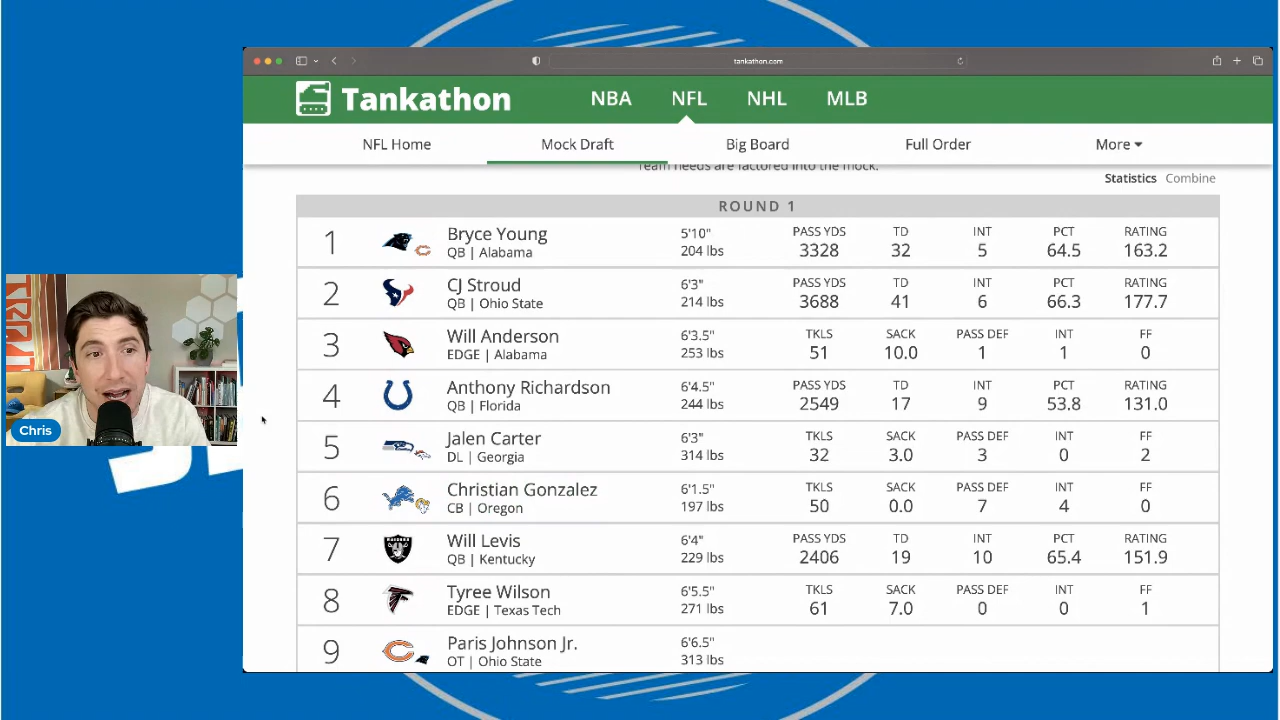 tankathon.com
Tankathon NBA NFL NHL MLB
NFL Home Mock Draft Big Board Full Order More
Team needs are factored into the mock.
Statistics Combine
ROUND 1
1 Bryce Young 5'10" PASS YDS TD INT PCT RATING
QB | Alabama 204 lbs 3328 32 5 64.5 163.2
2 CJ Stroud 6'3" PASS YDS TD INT PCT RATING
QB | Ohio State 214 lbs 3688 41 6 66.3 177.7
3 Will Anderson 6'3.5" TKLS SACK PASS DEF INT FF
EDGE | Alabama 253 lbs 51 10.0 1 1 0
4 Anthony Richardson 6'4.5" PASS YDS TD INT PCT RATING
QB | Florida 244 lbs 2549 17 9 53.8 131.0
5 Jalen Carter 6'3" TKLS SACK PASS DEF INT FF
DL | Georgia 314 lbs 32 3.0 3 0 2
6 Christian Gonzalez 6'1.5" TKLS SACK PASS DEF INT FF
CB | Oregon 197 lbs 50 0.0 7 4 0
7 Will Levis 6'4" PASS YDS TD INT PCT RATING
QB | Kentucky 229 lbs 2406 19 10 65.4 151.9
8 Tyree Wilson 6'5.5" TKLS SACK PASS DEF INT FF
EDGE | Texas Tech 271 lbs 61 7.0 0 0 1
9 Paris Johnson Jr. 6'6.5"
OT | Ohio State 313 lbs
Chris